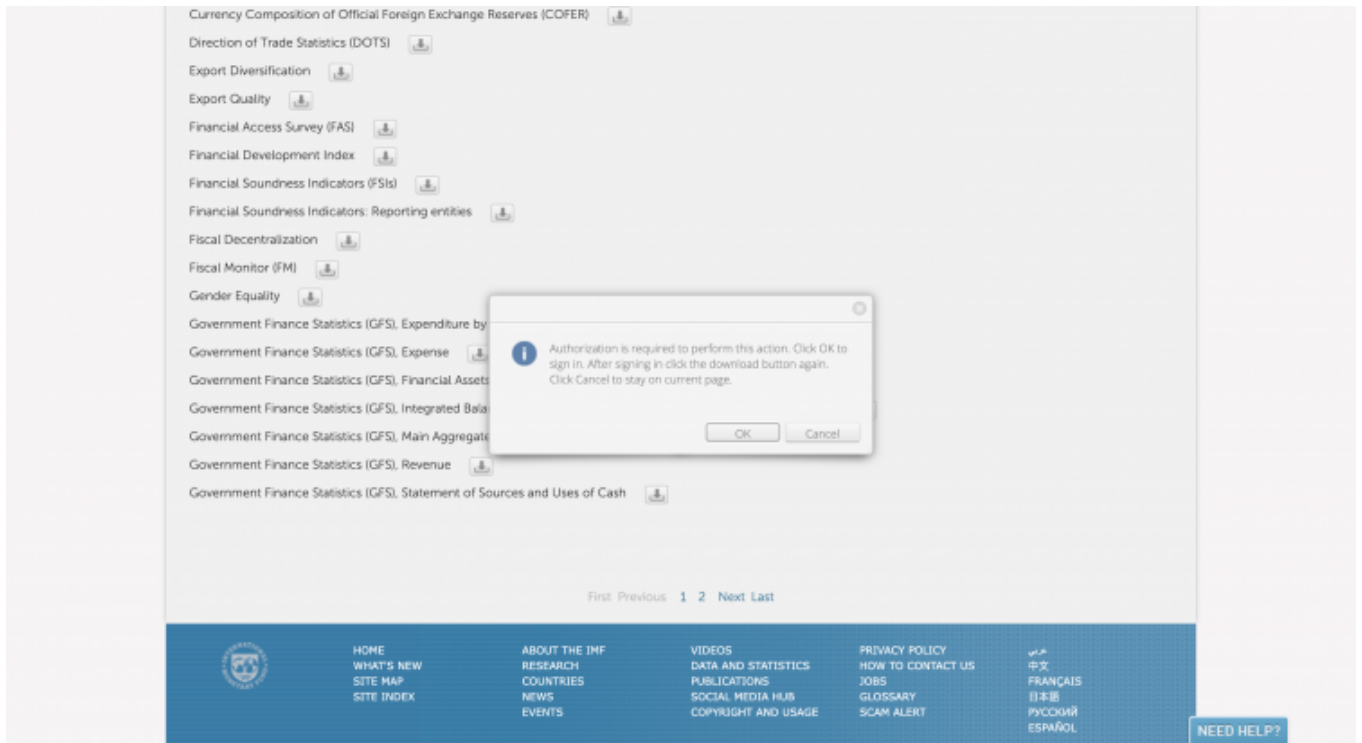 Currency Composition of Official Foreign Exchange Reserves (COFER)
Direction of Trade Statistics (DOTS)
Export Diversification
Export Quality
Financial Access Survey (FAS)
Financial Development Index
Financial Soundness Indicators (FSIs)
Financial Soundness Indicators: Reporting entities
Fiscal Decentralization
Fiscal Monitor (FM)
Gender Equality
Government Finance Statistics (GFS), Expenditure by
Government Finance Statistics (GFS), Expense
Government Finance Statistics (GFS), Financial Assets
Government Finance Statistics (GFS), Integrated Bala
Government Finance Statistics (GFS), Main Aggregate
Government Finance Statistics (GFS), Revenue
Government Finance Statistics (GFS), Statement of Sources and Uses of Cash
Authorization is required to perform this action. Click OK to
sign in. After signing in click the download button again.
Click Cancel to stay on current page.
OK Cancel
First Previous 1 2 Next Last
HOME
WHAT'S NEW
SITE MAP
SITE INDEX
ABOUT THE IMF
RESEARCH
COUNTRIES
NEWS
EVENTS
VIDEOS
DATA AND STATISTICS
PUBLICATIONS
SOCIAL MEDIA HUB
COPYRIGHT AND USAGE
PRIVACY POLICY
HOW TO CONTACT US
JOBS
GLOSSARY
SCAM ALERT
عربي
中文
FRANÇAIS
日本語
РУССКИЙ
ESPAÑOL
NEED HELP?